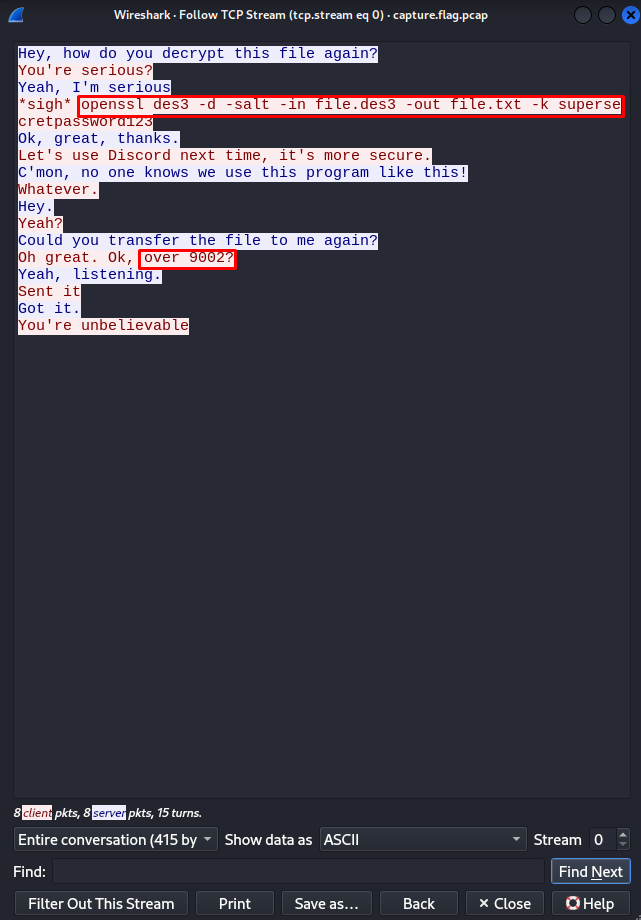 Wireshark · Follow TCP Stream (tcp.stream eq 0) · capture.flag.pcap
Hey, how do you decrypt this file again?
You're serious?
Yeah, I'm serious
*sigh* openssl des3 -d -salt -in file.des3 -out file.txt -k superse
cretpassword123
Ok, great, thanks.
Let's use Discord next time, it's more secure.
C'mon, no one knows we use this program like this!
Whatever.
Hey.
Yeah?
Could you transfer the file to me again?
Oh great. Ok, over 9002?
Yeah, listening.
Sent it
Got it.
You're unbelievable
8 client pkts, 8 server pkts, 15 turns.
Entire conversation (415 by Show data as ASCII Stream 0
Find: Find Next
Filter Out This Stream Print Save as… Back × Close Help